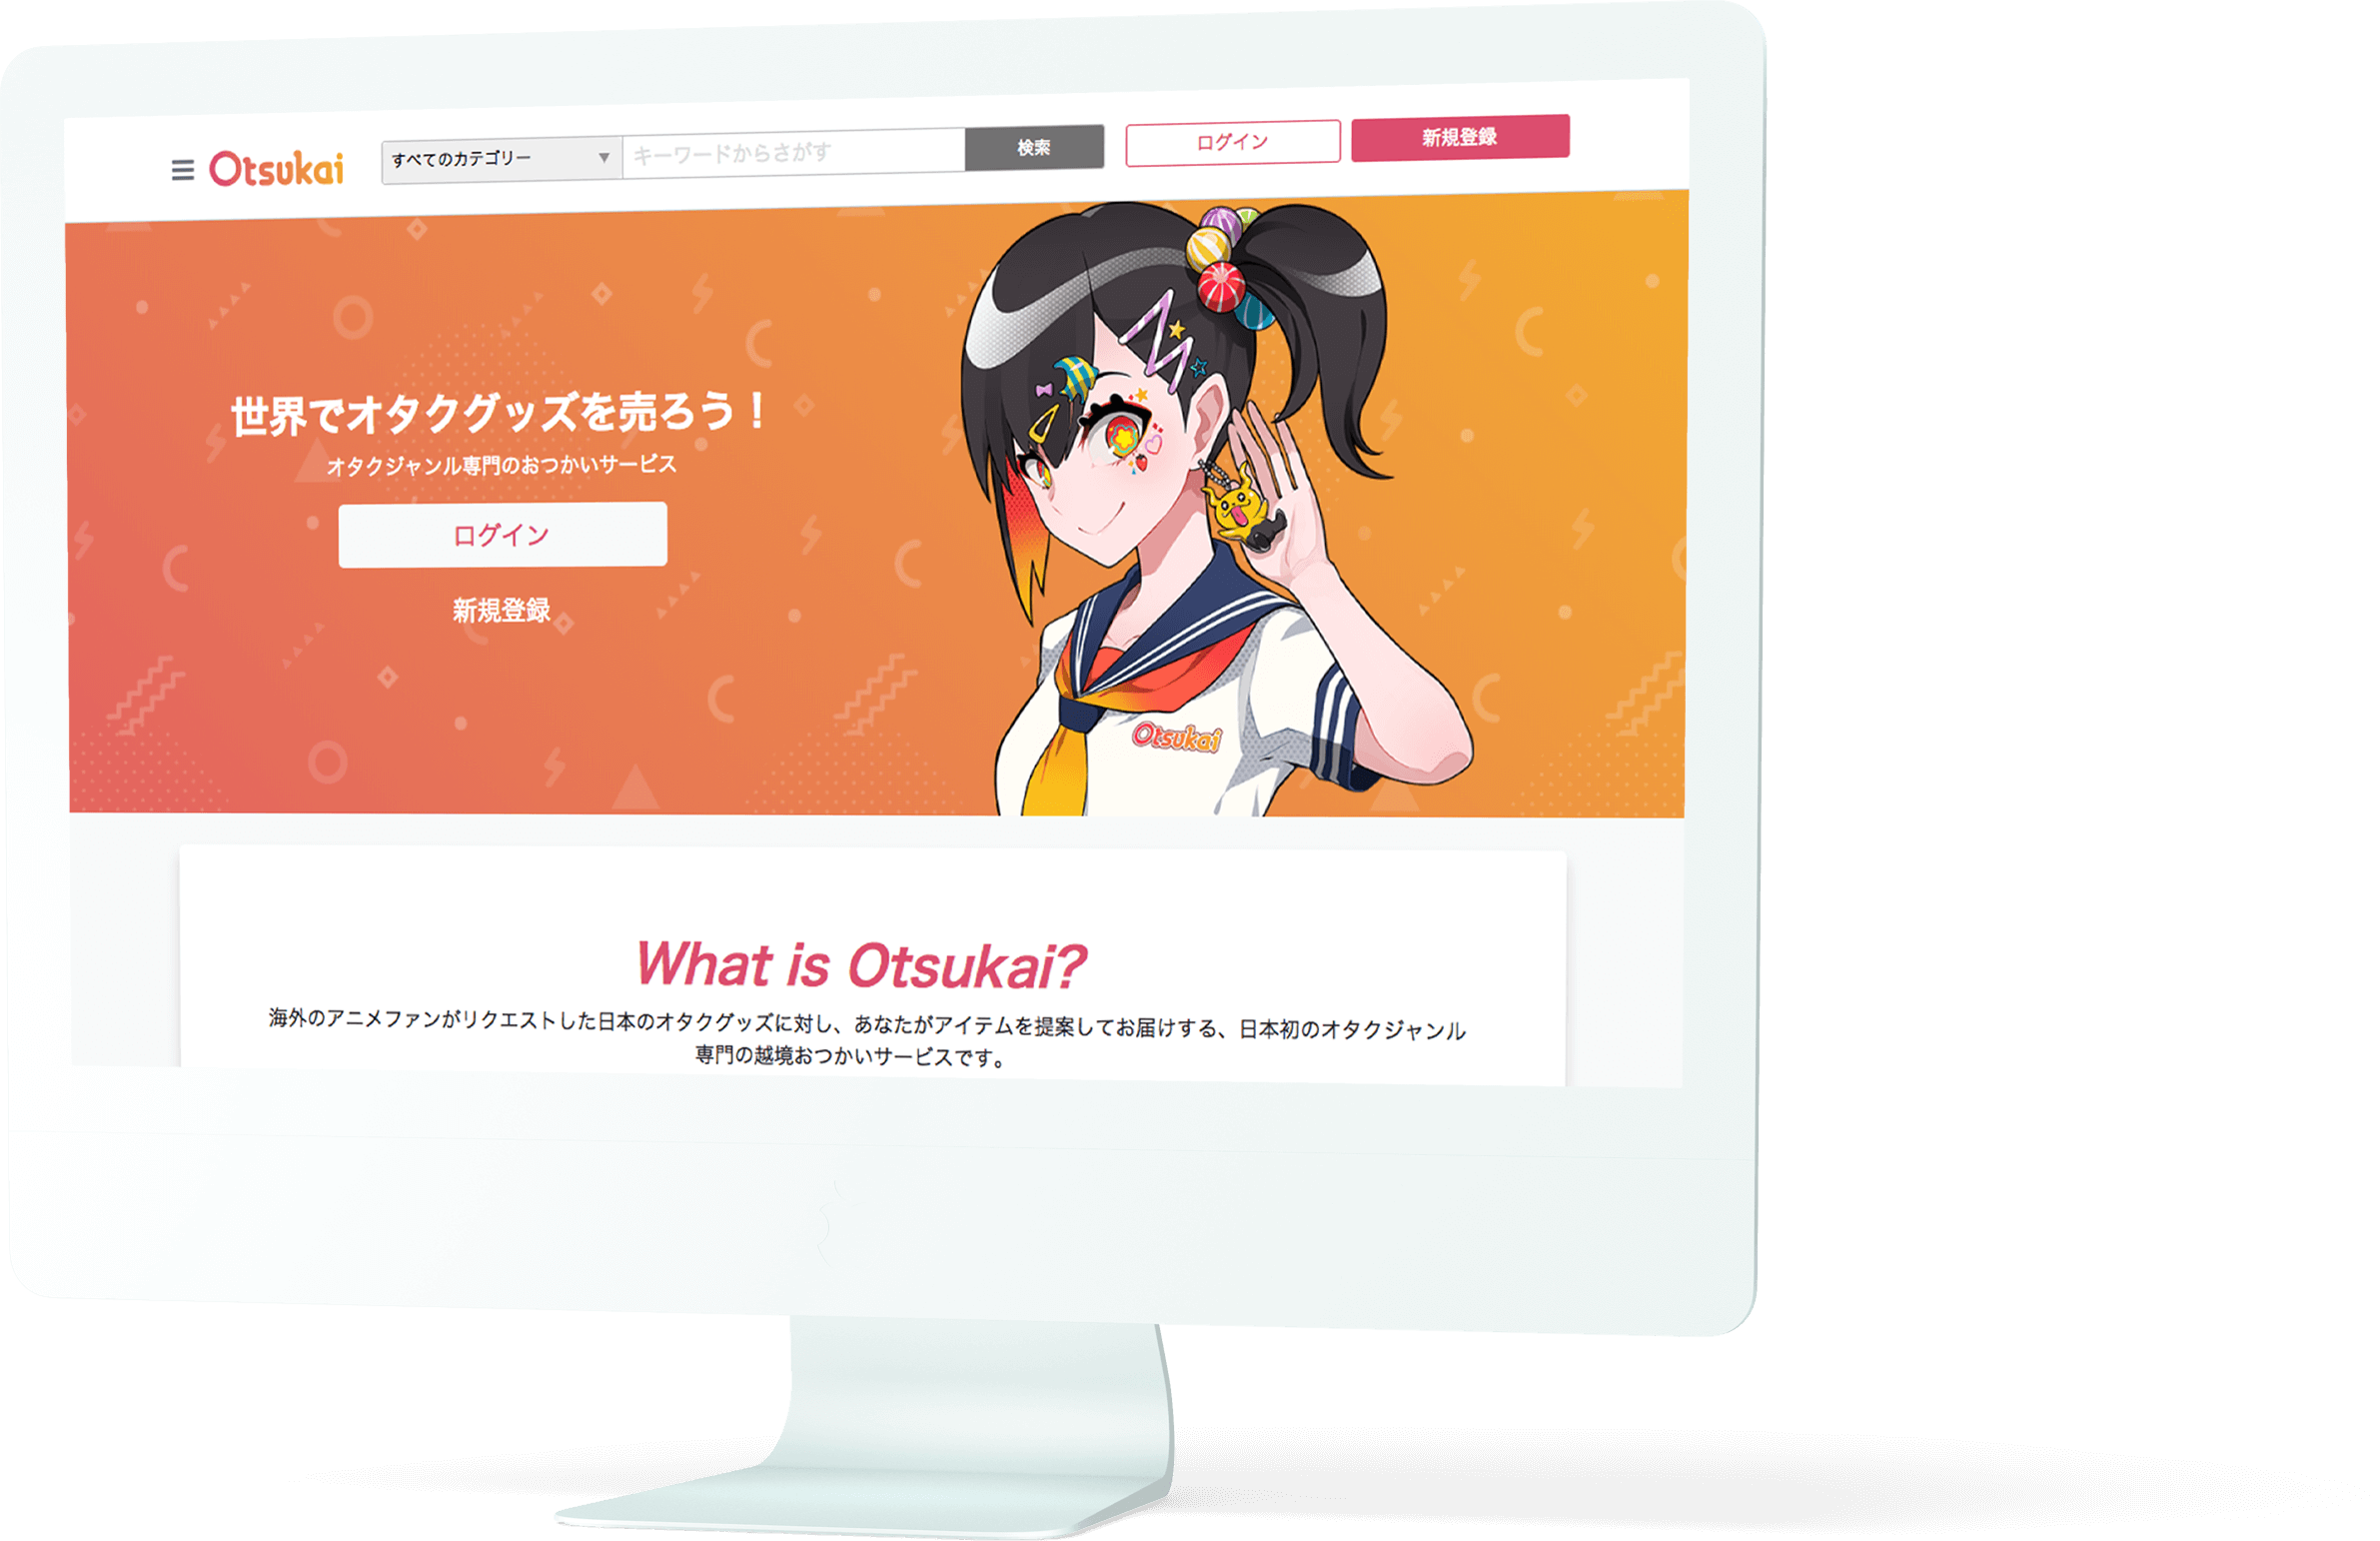 Otsukai
すべてのカテゴリー
キーワードからさがす
検索
ログイン
新規登録
世界でオタクグッズを売ろう！
オタクジャンル専門のおつかいサービス
ログイン
新規登録
Otsukai
What is Otsukai?
海外のアニメファンがリクエストした日本のオタクグッズに対し、あなたがアイテムを提案してお届けする、日本初のオタクジャンル
専門の越境おつかいサービスです。